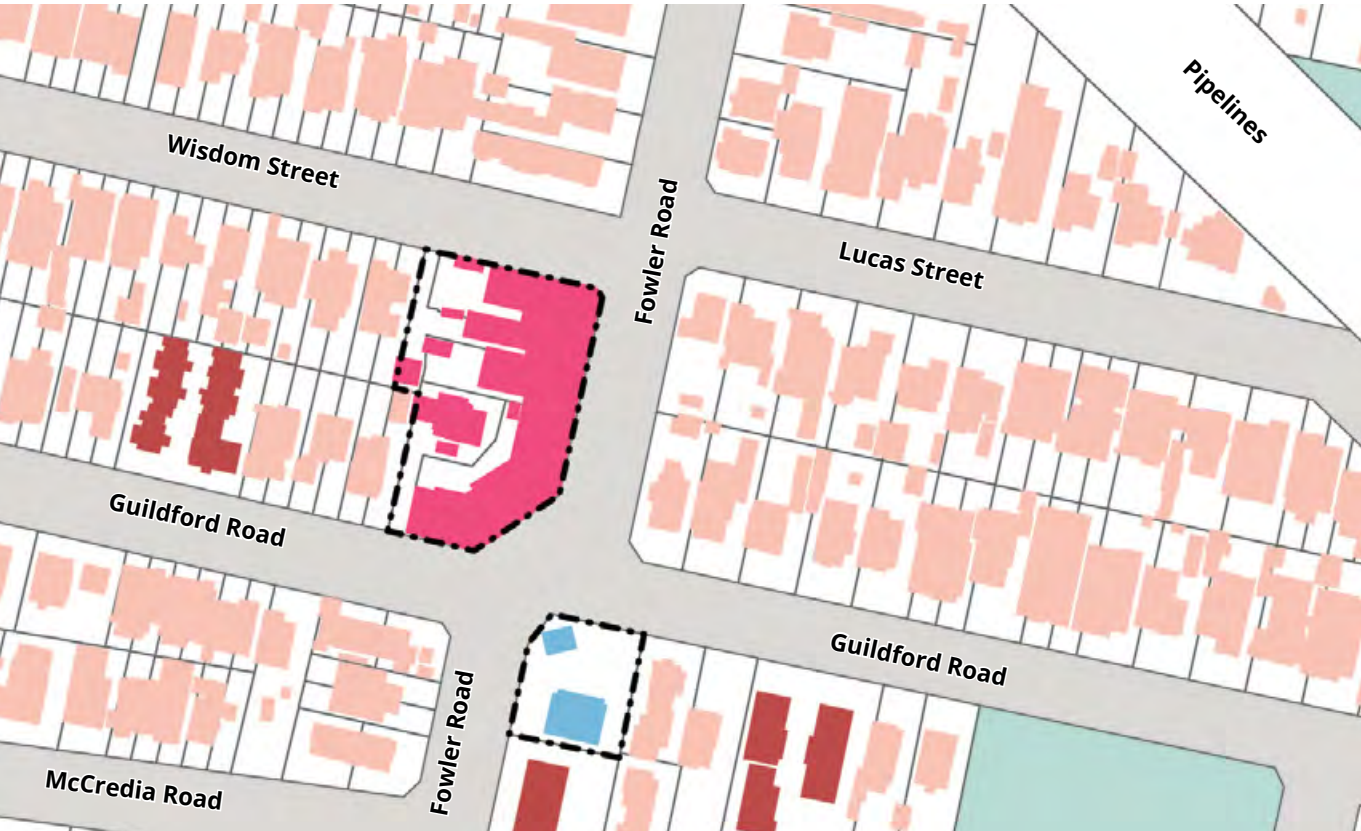 Pipelines
Wisdom Street
Fowler Road
Lucas Street
Guildford Road
Guildford Road
Fowler Road
McCredia Road